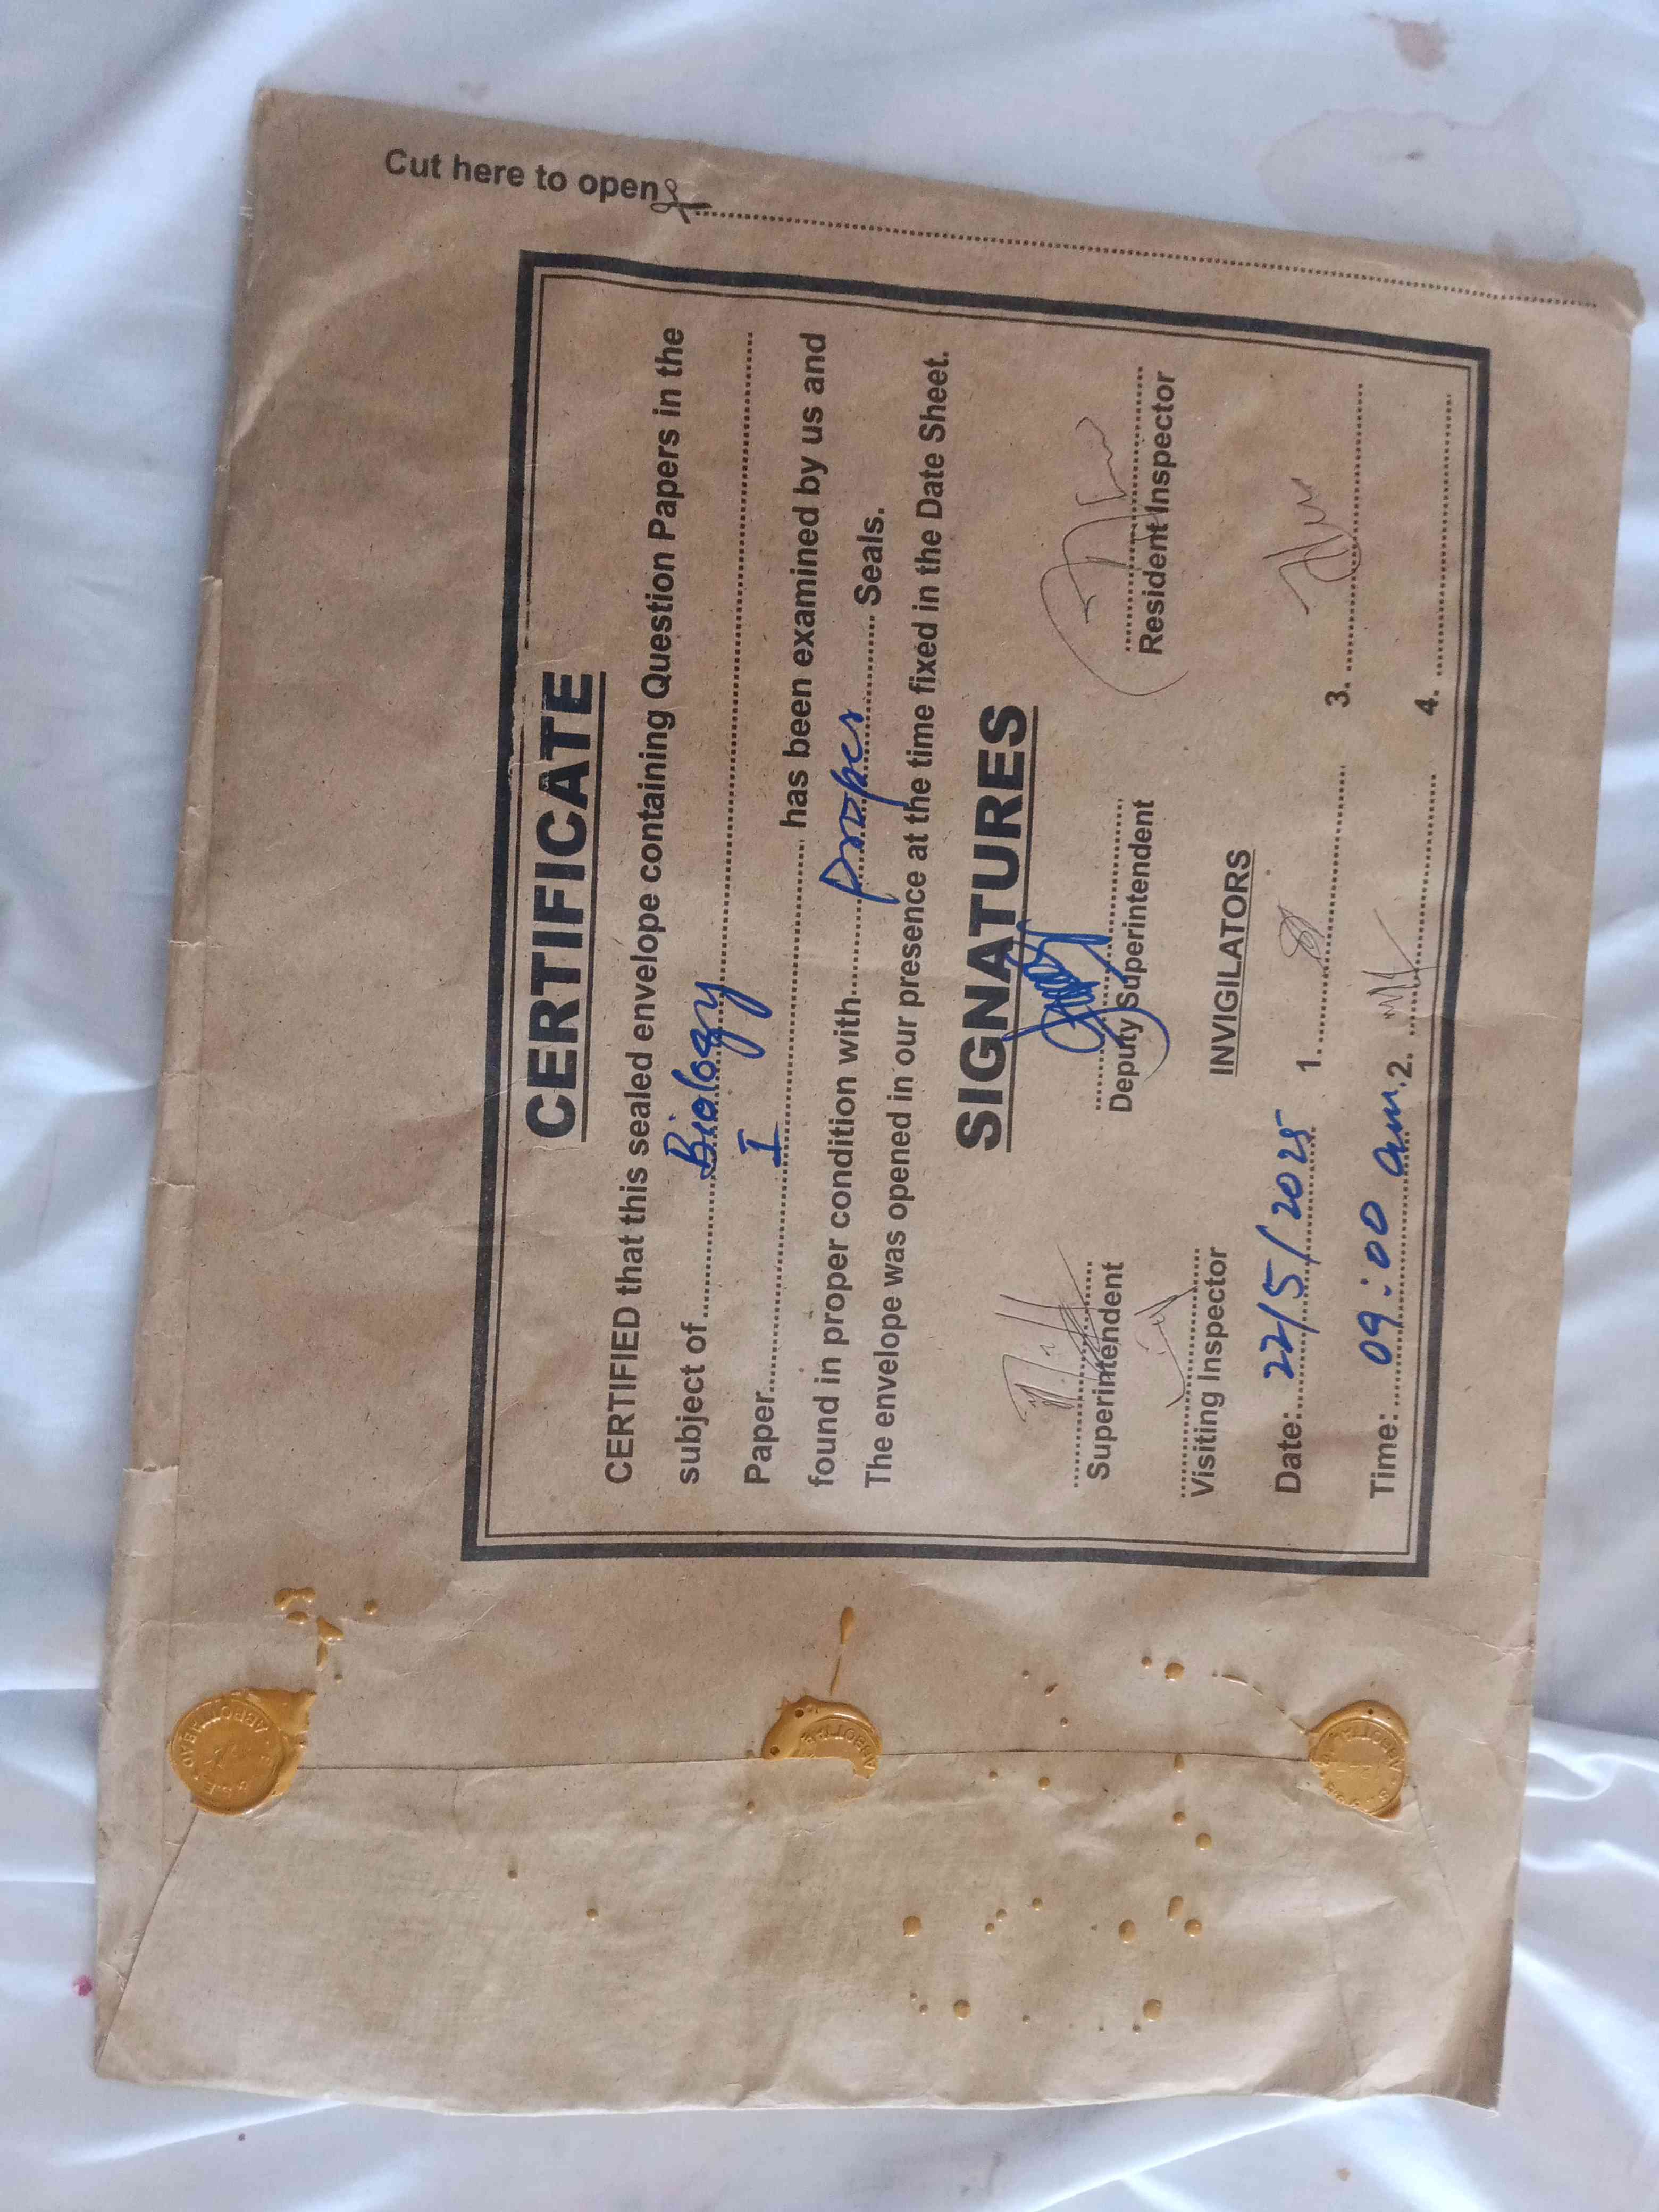 Cut here to open
CERTIFICATE
CERTIFIED that this sealed envelope containing Question Papers in the
subject of Biology
Paper I has been examined by us and
found in proper condition with proper Seals.
The envelope was opened in our presence at the time fixed in the Date Sheet.
SIGNATURES
Superintendent Deputy Superintendent Resident Inspector
Visiting Inspector
INVIGILATORS
Date: 22/5/2025 1. 3.
Time: 09:00 am. 2. 4.
ABBOTTABAD